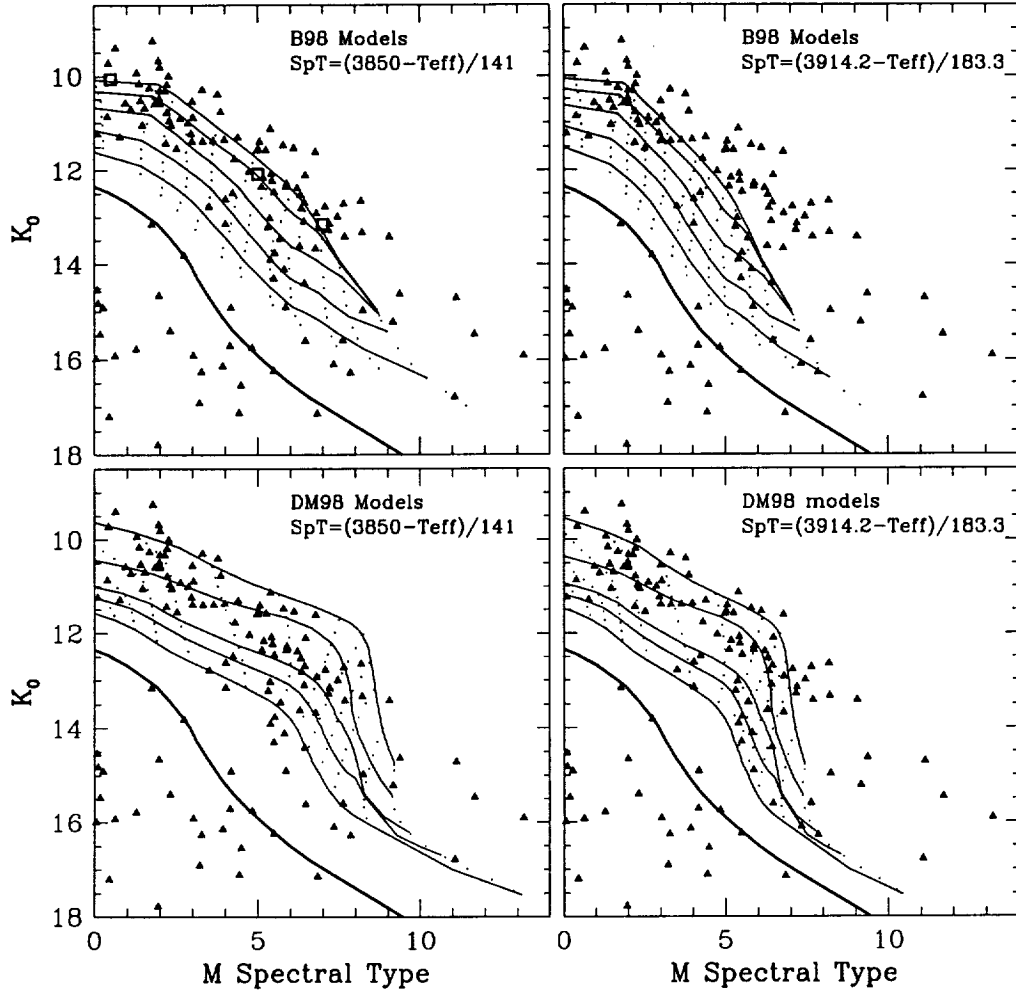 B98 Models
SpT=(3850-Teff)/141
B98 Models
SpT=(3914.2-Teff)/183.3
10
12
14
16
18
K0
DM98 Models
SpT=(3850-Teff)/141
DM98 models
SpT=(3914.2-Teff)/183.3
10
12
14
16
18
K0
0
5
10
0
5
10
M Spectral Type
M Spectral Type